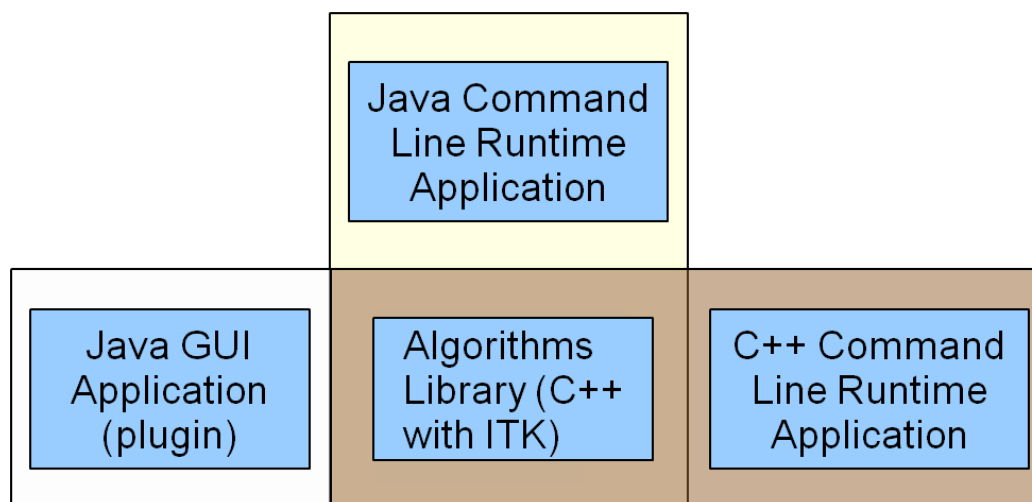 Java Command
Line Runtime
Application
Java GUI
Application
(plugin)
Algorithms
Library (C++
with ITK)
C++ Command
Line Runtime
Application